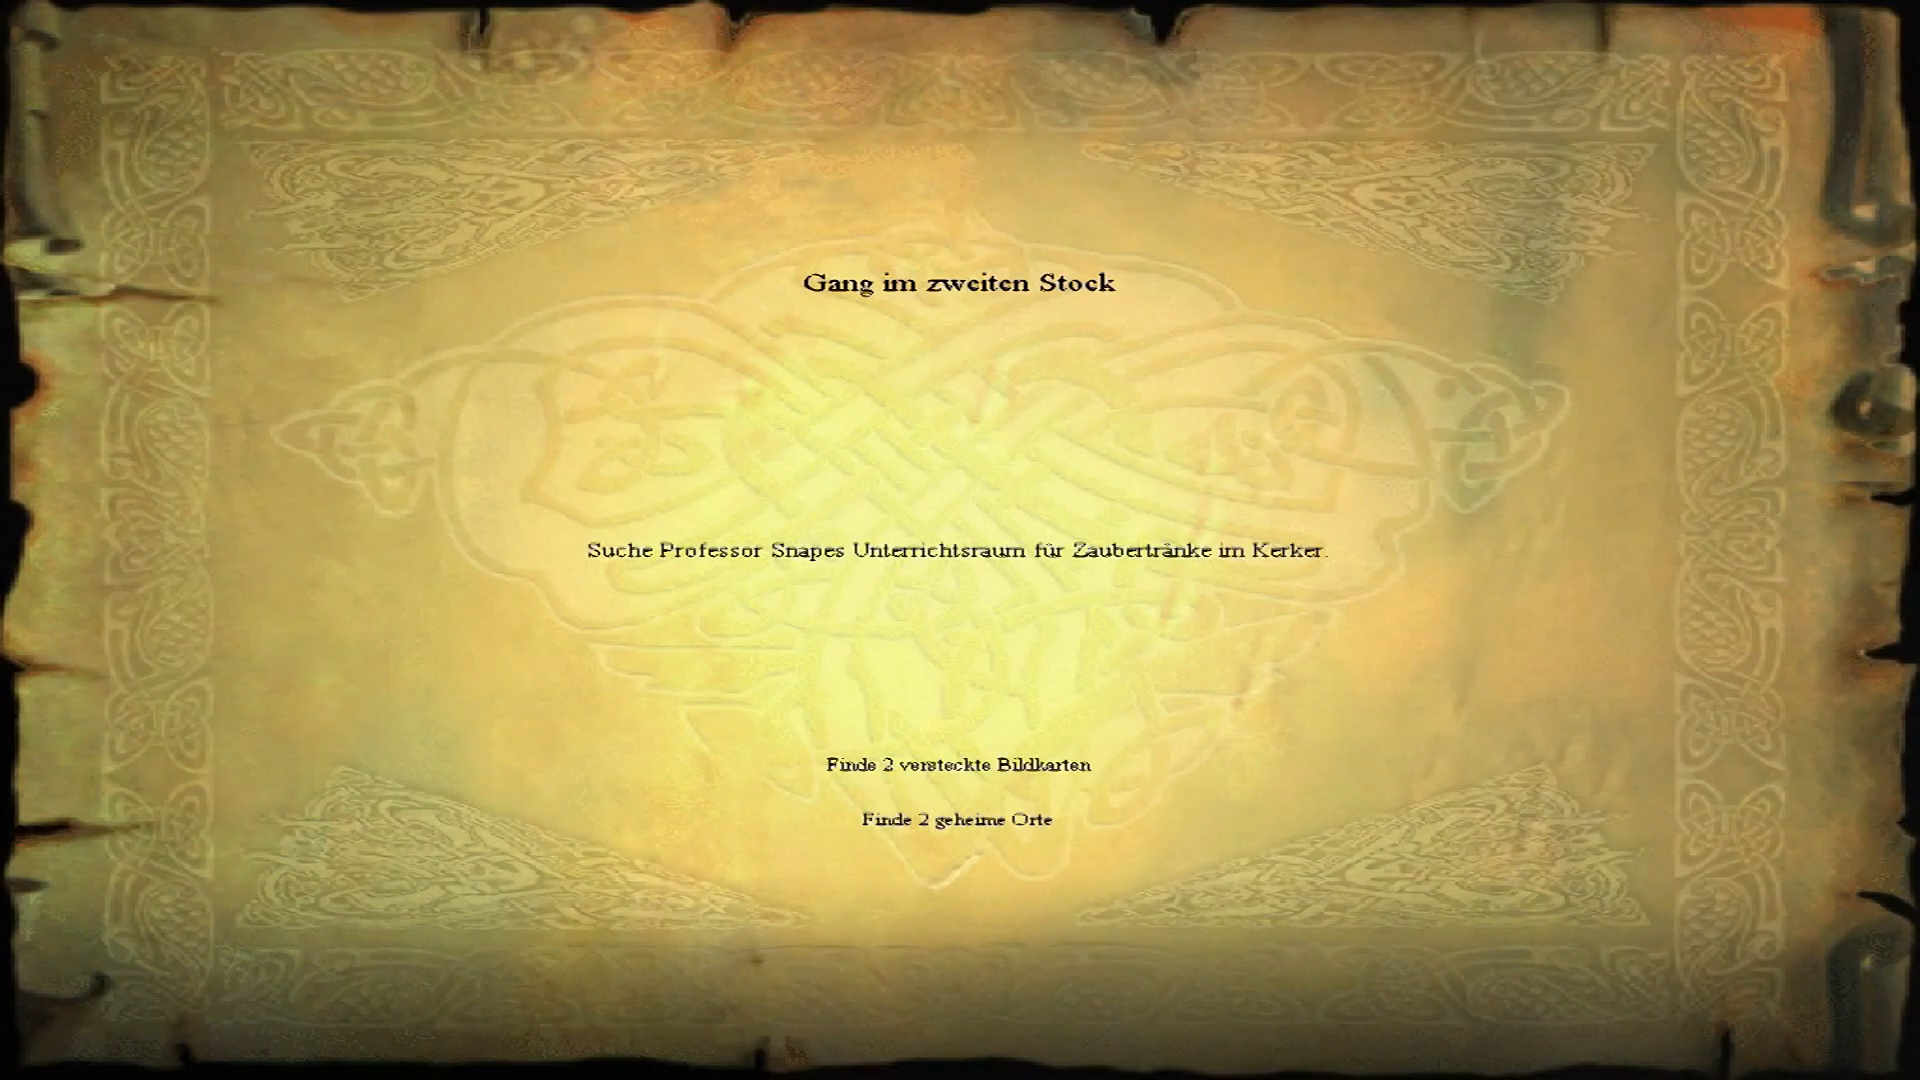 Gang im zweiten Stock
Suche Professor Snapes Unterrichtsraum für Zaubertränke im Kerker.
Finde 2 versteckte Bildkarten
Finde 2 geheime Orte